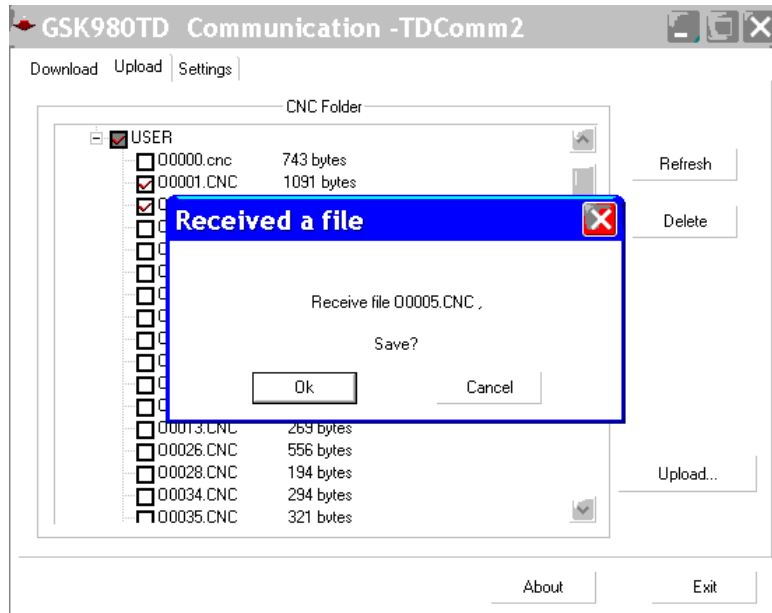 GSK980TD Communication -TDComm2
Download Upload Settings
CNC Folder
USER
O0000.cnc 743 bytes
O0001.CNC 1091 bytes
Refresh
Delete
Received a file
Receive file O0005.CNC ,
Save?
Ok Cancel
O0013.CNC 269 bytes
O0026.CNC 556 bytes
O0028.CNC 194 bytes
O0034.CNC 294 bytes
O0035.CNC 321 bytes
Upload...
About Exit